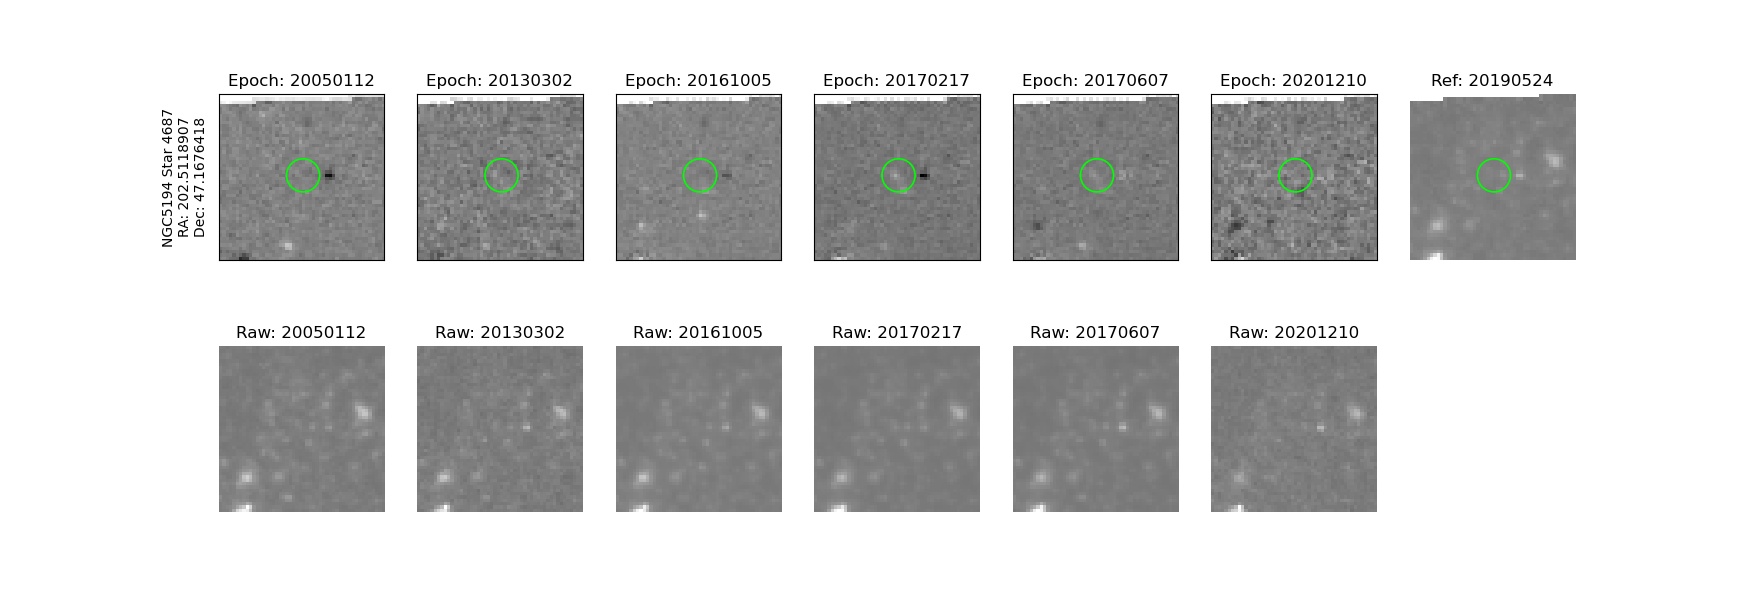 Epoch: 20050112
Epoch: 20130302
Epoch: 20161005
Epoch: 20170217
Epoch: 20170607
Epoch: 20201210
Ref: 20190524
NGC5194 Star 4687
RA: 202.5118907
Dec: 47.1676418
Raw: 20050112
Raw: 20130302
Raw: 20161005
Raw: 20170217
Raw: 20170607
Raw: 20201210